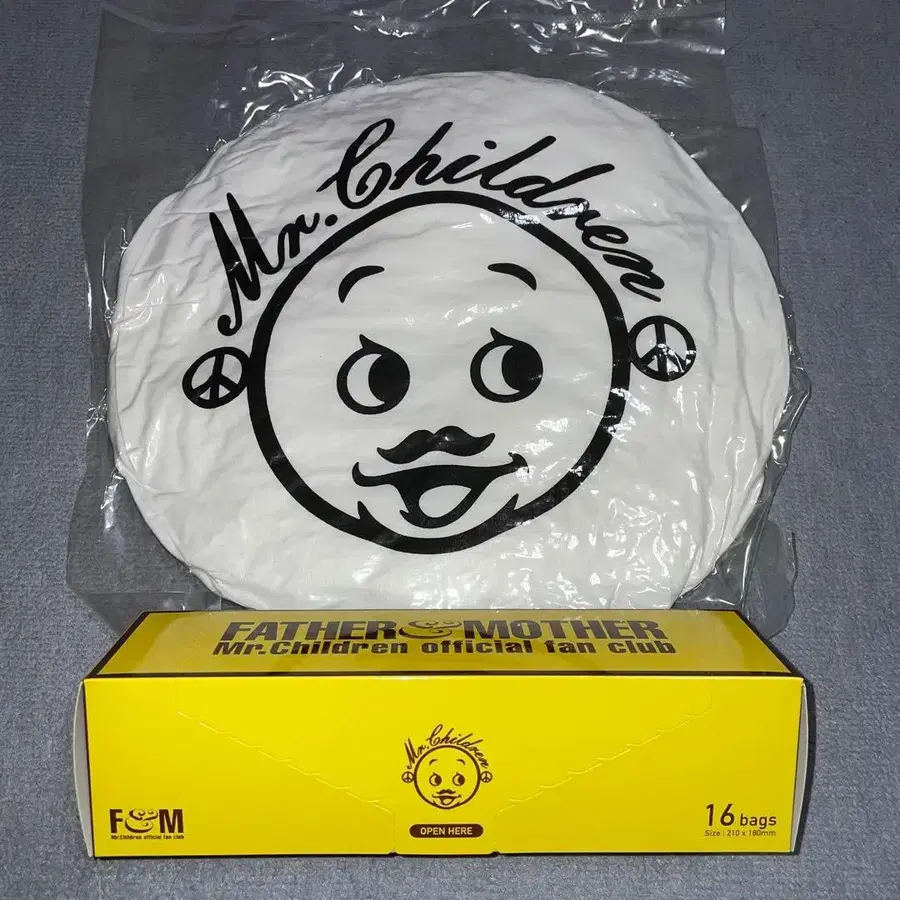 Mr. Children
FATHER & MOTHER
Mr.Children official fan club
Mr. Children
OPEN HERE
F&M
Mr.Children official fan club
16 bags
Size : 210 x 180mm